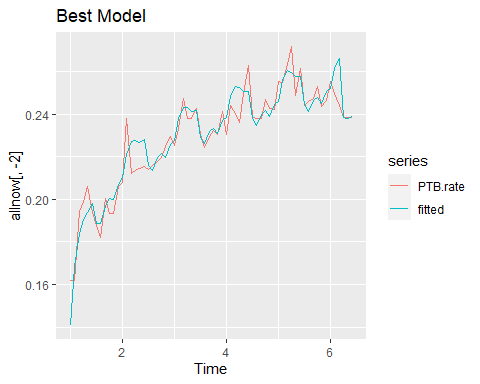 Best Model
allnow[, -2]
0.24
0.20
0.16
2
4
6
Time
series
PTB.rate
fitted